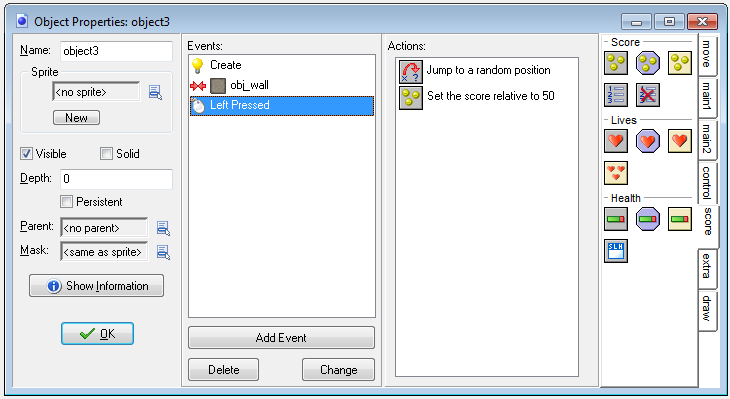 Object Properties: object3
Name: object3
Sprite
<no sprite>
New
Visible
Solid
Depth: 0
Persistent
Parent: <no parent>
Mask: <same as sprite>
Show Information
OK
Events:
Create
obj_wall
Left Pressed
Add Event
Delete
Change
Actions:
Jump to a random position
Set the score relative to 50
Score
Lives
Health
SLH
move
main1
main2
control
score
extra
draw